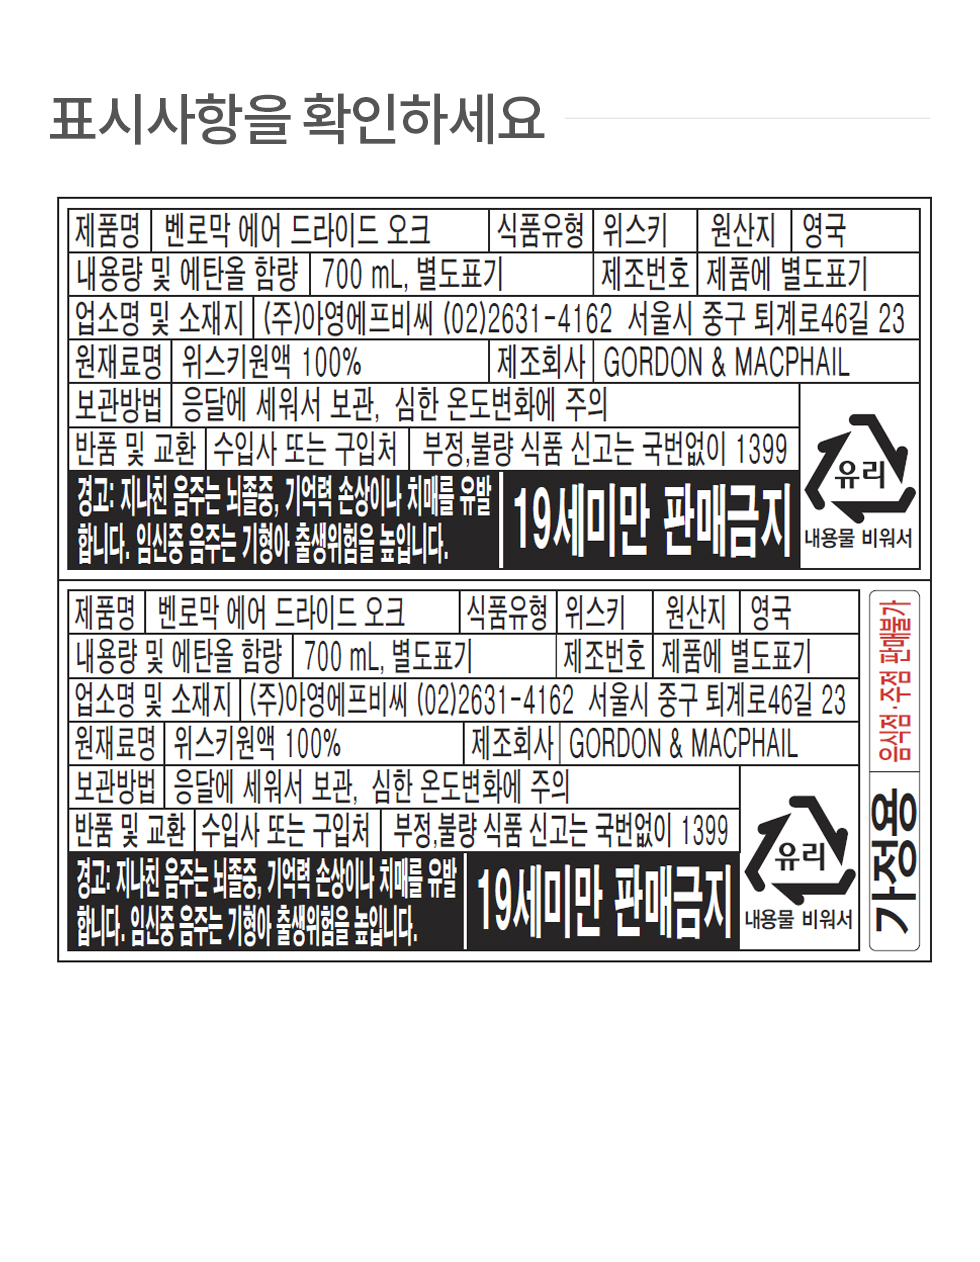 표시사항을 확인하세요
제품명 벤로막 에어 드라이드 오크 식품유형 위스키 원산지 영국
내용량 및 에탄올 함량 700 mL, 별도표기 제조번호 제품에 별도표기
업소명 및 소재지 (주)아영에프비씨 (02)2631-4162 서울시 중구 퇴계로46길 23
원재료명 위스키원액 100% 제조회사 GORDON & MACPHAIL
보관방법 응달에 세워서 보관, 심한 온도변화에 주의
반품 및 교환 수입사 또는 구입처 부정,불량 식품 신고는 국번없이 1399
경고: 지나친 음주는 뇌졸중, 기억력 손상이나 치매를 유발
합니다. 임신중 음주는 기형아 출생위험을 높입니다.
19세미만 판매금지
유리
내용물 비워서
제품명 벤로막 에어 드라이드 오크 식품유형 위스키 원산지 영국
내용량 및 에탄올 함량 700 mL, 별도표기 제조번호 제품에 별도표기
업소명 및 소재지 (주)아영에프비씨 (02)2631-4162 서울시 중구 퇴계로46길 23
원재료명 위스키원액 100% 제조회사 GORDON & MACPHAIL
보관방법 응달에 세워서 보관, 심한 온도변화에 주의
반품 및 교환 수입사 또는 구입처 부정,불량 식품 신고는 국번없이 1399
경고: 지나친 음주는 뇌졸중, 기억력 손상이나 치매를 유발
합니다. 임신중 음주는 기형아 출생위험을 높입니다.
19세미만 판매금지
유리
내용물 비워서
가정용
음식점·주점 판매불가